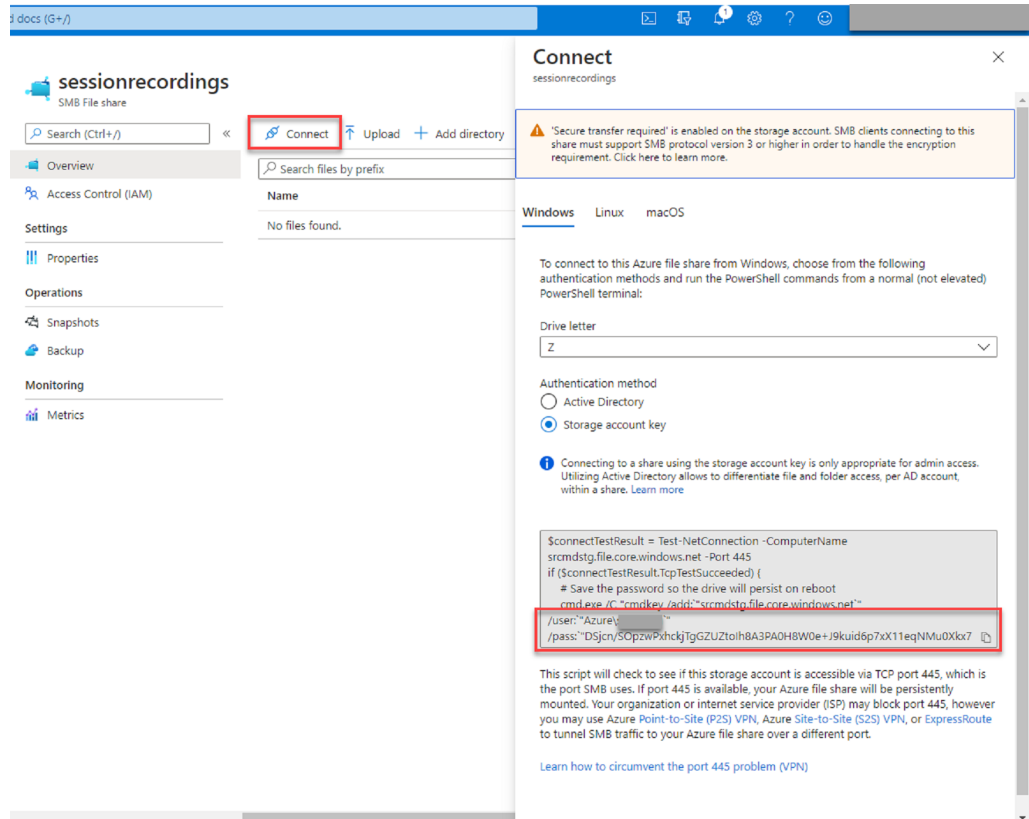 d docs (G+/)
1
sessionrecordings
SMB File share
Search (Ctrl+/)
«
Overview
Access Control (IAM)
Settings
Properties
Operations
Snapshots
Backup
Monitoring
Metrics
Connect
Upload
Add directory
Search files by prefix
Name
No files found.
Connect
sessionrecordings
'Secure transfer required' is enabled on the storage account. SMB clients connecting to this
share must support SMB protocol version 3 or higher in order to handle the encryption
requirement. Click here to learn more.
Windows Linux macOS
To connect to this Azure file share from Windows, choose from the following
authentication methods and run the PowerShell commands from a normal (not elevated)
PowerShell terminal:
Drive letter
Z
Authentication method
Active Directory
Storage account key
Connecting to a share using the storage account key is only appropriate for admin access.
Utilizing Active Directory allows to differentiate file and folder access, per AD account,
within a share. Learn more
$connectTestResult = Test-NetConnection -ComputerName
srcmdstg.file.core.windows.net -Port 445
if ($connectTestResult.TcpTestSucceeded) {
# Save the password so the drive will persist on reboot
cmd.exe /C "cmdkey /add:`"srcmdstg.file.core.windows.net`"
/user:`"Azure\
/pass:`"DSjcn/SOpzwPxhckjTgGZUZtoIh8A3PA0H8W0e+J9kuid6p7xX11eqNMu0Xkx7
This script will check to see if this storage account is accessible via TCP port 445, which is
the port SMB uses. If port 445 is available, your Azure file share will be persistently
mounted. Your organization or internet service provider (ISP) may block port 445, however
you may use Azure Point-to-Site (P2S) VPN, Azure Site-to-Site (S2S) VPN, or ExpressRoute
to tunnel SMB traffic to your Azure file share over a different port.
Learn how to circumvent the port 445 problem (VPN)